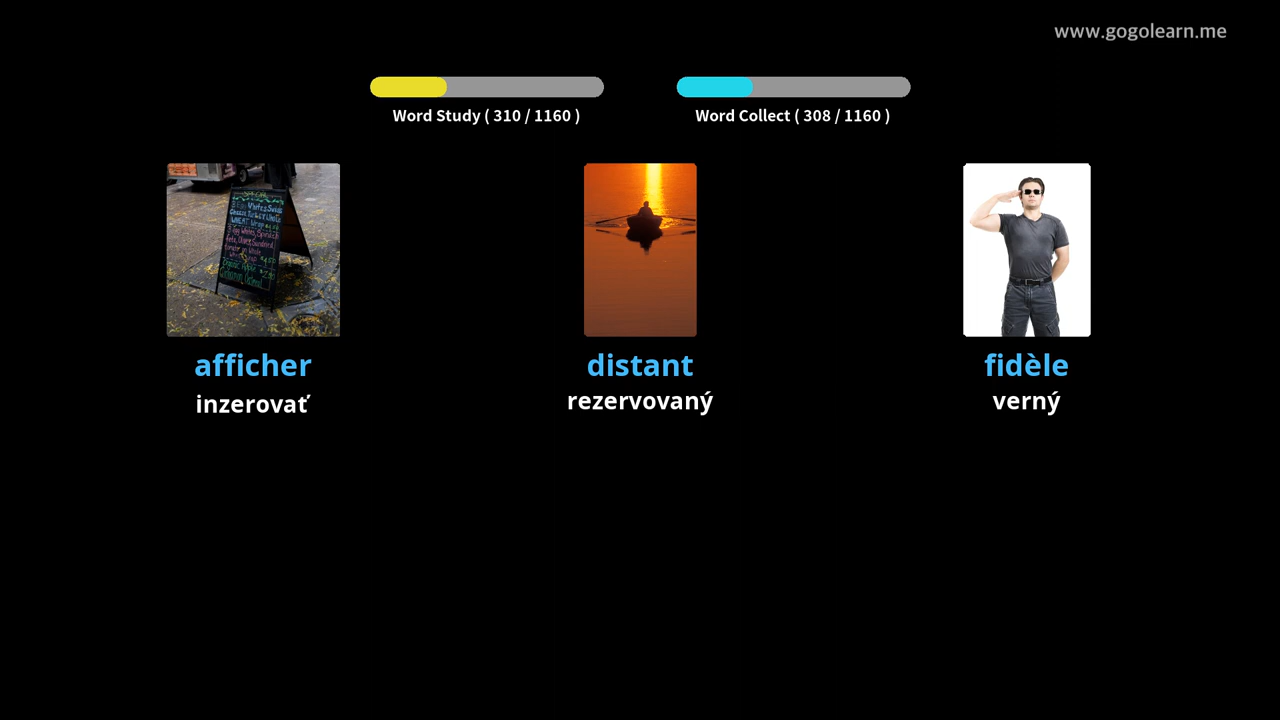 www.gogolearn.me
Word Study ( 310 / 1160 )
Word Collect ( 308 / 1160 )
afficher
distant
fidèle
inzerovať
rezervovaný
verný